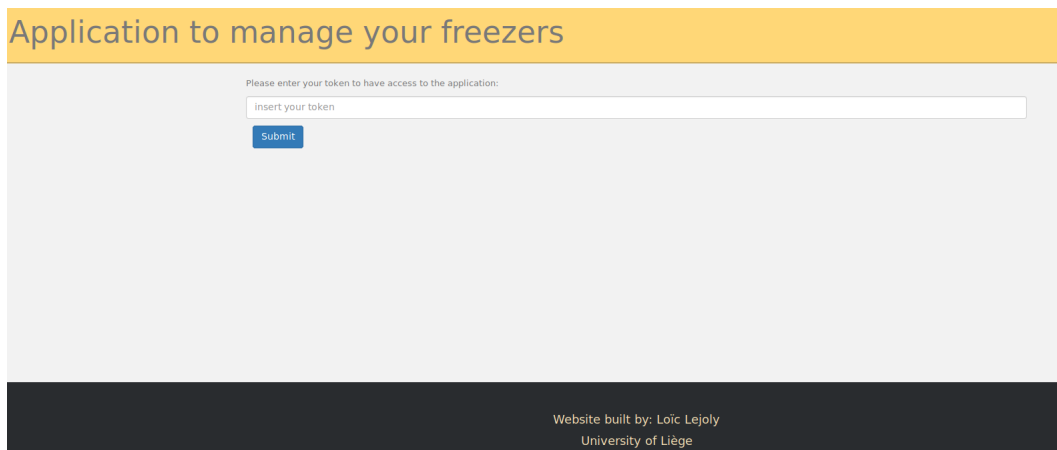 Application to manage your freezers
Please enter your token to have access to the application:
insert your token
Submit
Website built by: Loïc Lejoly
University of Liège